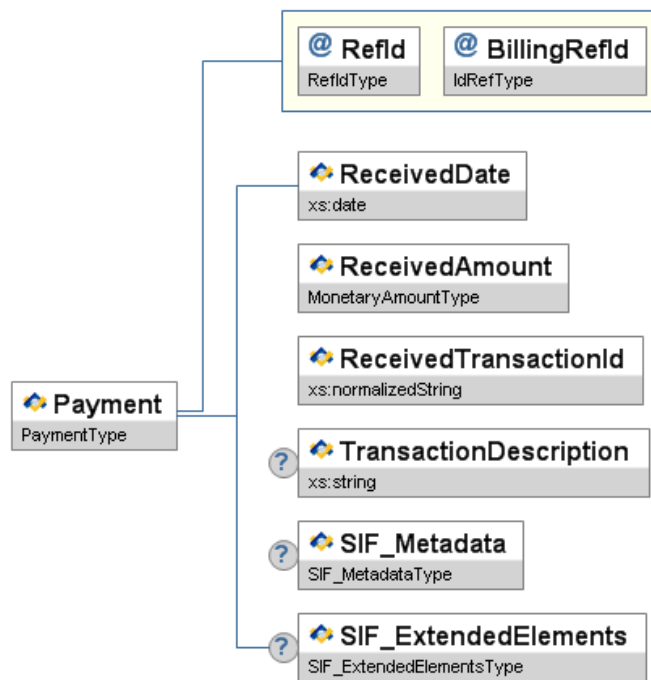 @ RefId
RefIdType
@ BillingRefId
IdRefType
ReceivedDate
xs:date
ReceivedAmount
MonetaryAmountType
ReceivedTransactionId
xs:normalizedString
Payment
PaymentType
? TransactionDescription
xs:string
? SIF_Metadata
SIF_MetadataType
? SIF_ExtendedElements
SIF_ExtendedElementsType